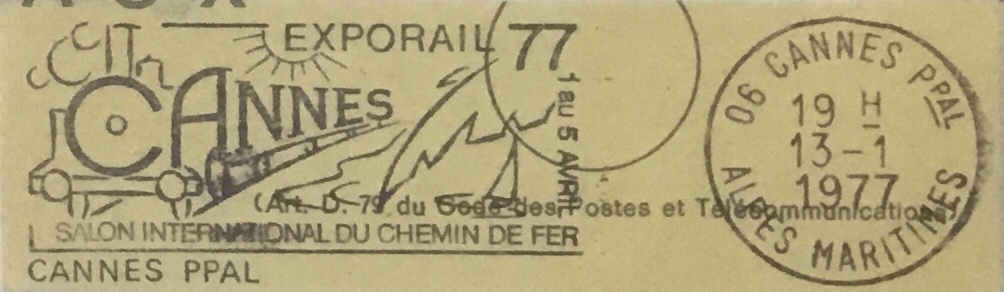 EXPORAIL 77
CANNES
1 au 5 AVRIL
(Art. D. 79 du Code des Postes et Télécommunications)
SALON INTERNATIONAL DU CHEMIN DE FER
CANNES PPAL
06 CANNES PPAL
19 H
13-1
1977
ALPES MARITIMES